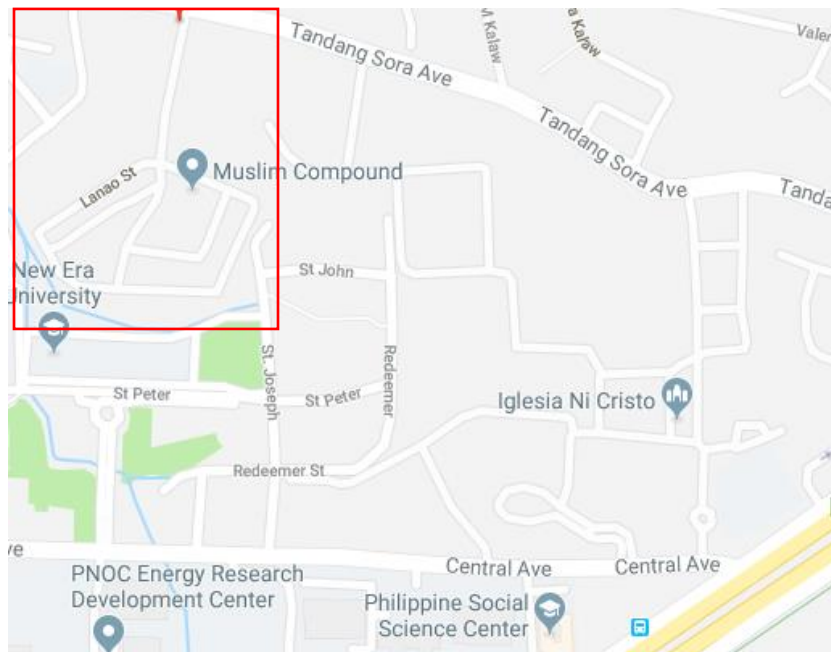 M Kalaw
a Kalaw
Valer
Tandang Sora Ave
Tandang Sora Ave
Tanda
Lanao St
Muslim Compound
New Era
University
St John
St. Joseph
Redeemer
St Peter
St Peter
Iglesia Ni Cristo
Redeemer St
ve
Central Ave
Central Ave
PNOC Energy Research
Development Center
Philippine Social
Science Center